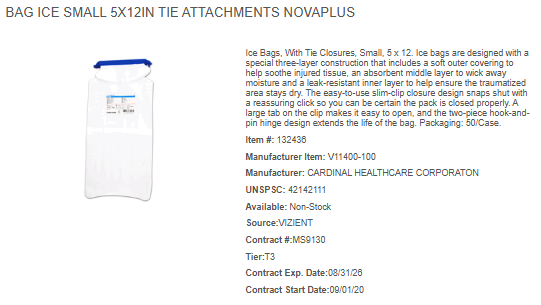 BAG ICE SMALL 5X12IN TIE ATTACHMENTS NOVAPLUS
Ice Bags, With Tie Closures, Small, 5 x 12. Ice bags are designed with a
special three-layer construction that includes a soft outer covering to
help soothe injured tissue, an absorbent middle layer to wick away
moisture and a leak-resistant inner layer to help ensure the traumatized
area stays dry. The easy-to-use slim-clip closure design snaps shut with
a reassuring click so you can be certain the pack is closed properly. A
large tab on the clip makes it easy to open, and the two-piece hook-and-
pin hinge design extends the life of the bag. Packaging: 50/Case.
Item #: 132436
Manufacturer Item: V11400-100
Manufacturer: CARDINAL HEALTHCARE CORPORATON
UNSPSC: 42142111
Available: Non-Stock
Source:VIZIENT
Contract #:MS9130
Tier:T3
Contract Exp. Date:08/31/26
Contract Start Date:09/01/20